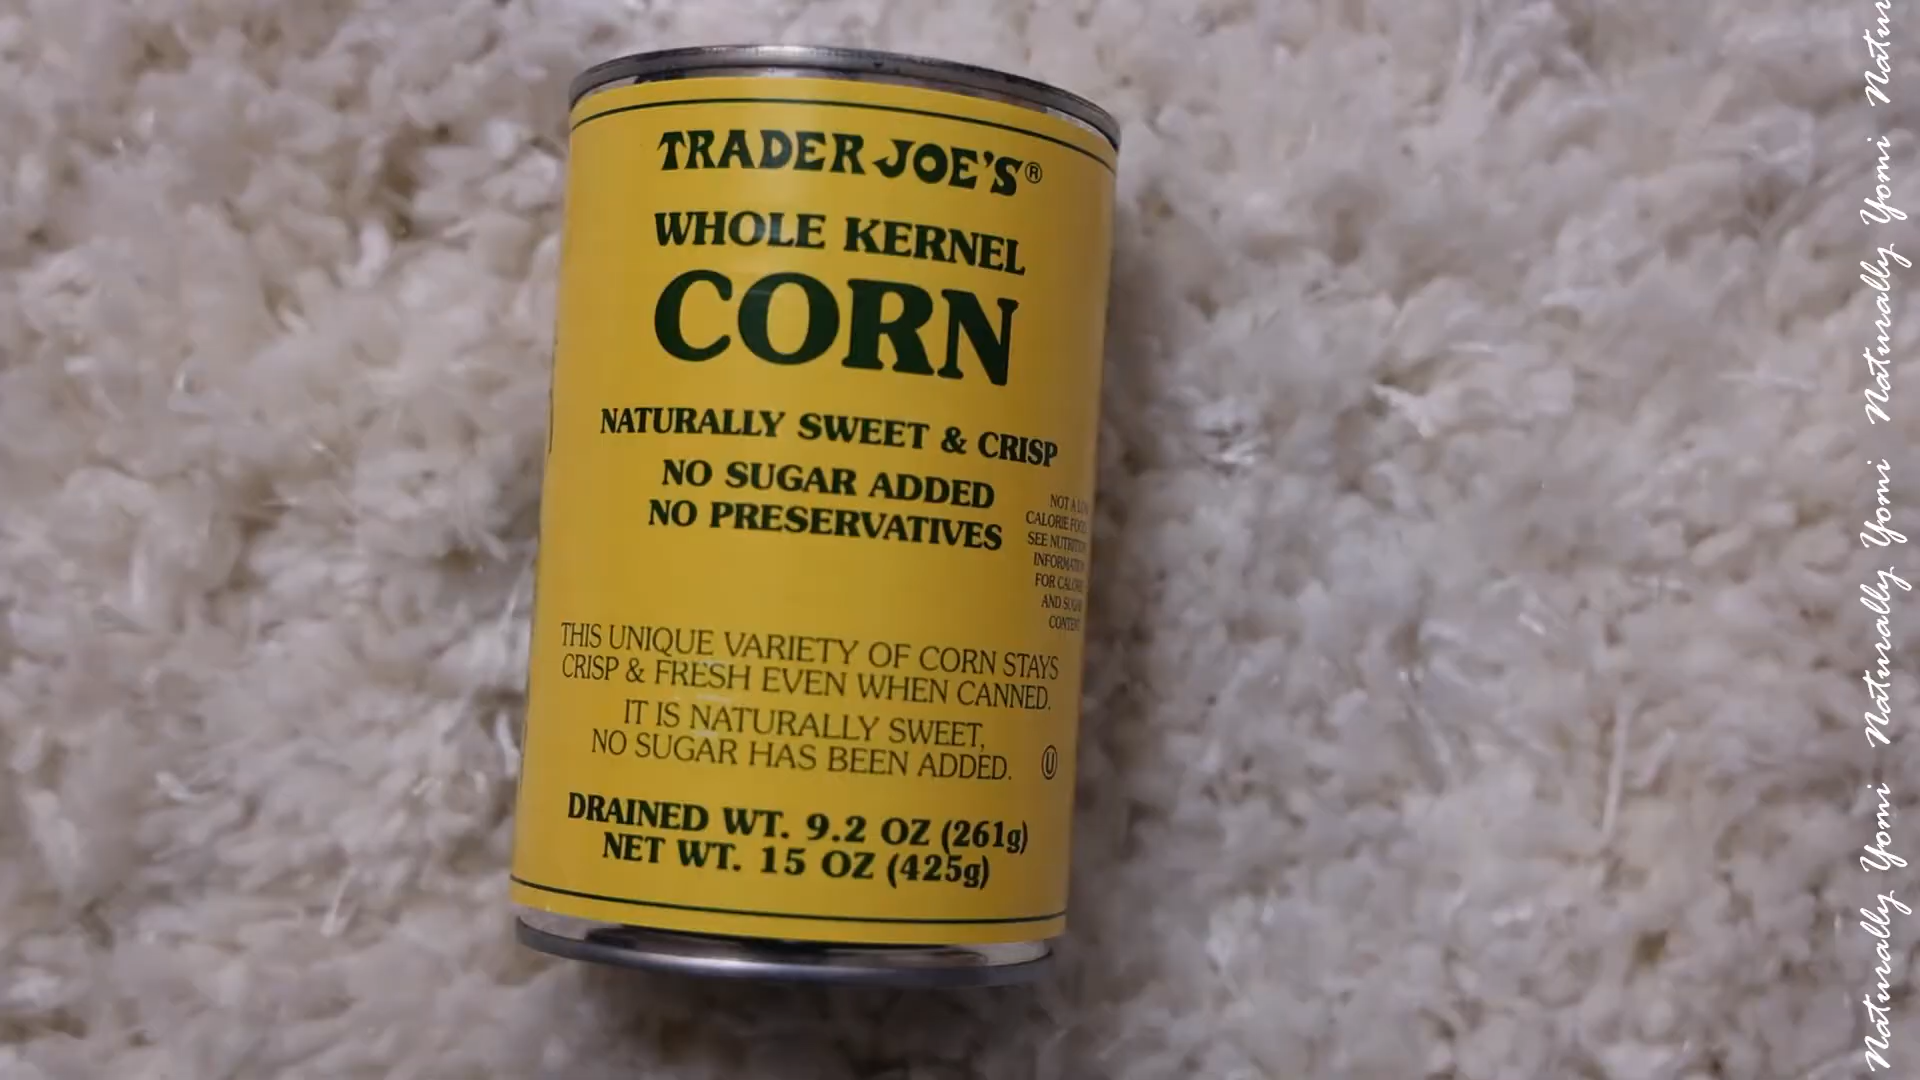 TRADER JOE'S®
WHOLE KERNEL
CORN
NATURALLY SWEET & CRISP
NO SUGAR ADDED
NO PRESERVATIVES
NOT A LOW
CALORIE FOOD
SEE NUTRITION
INFORMATION
FOR CALORIE
AND SUGAR
CONTENT
THIS UNIQUE VARIETY OF CORN STAYS
CRISP & FRESH EVEN WHEN CANNED.
IT IS NATURALLY SWEET,
NO SUGAR HAS BEEN ADDED.
U
DRAINED WT. 9.2 OZ (261g)
NET WT. 15 OZ (425g)
Naturally Yomi Naturally Yomi Naturally Yomi Natur